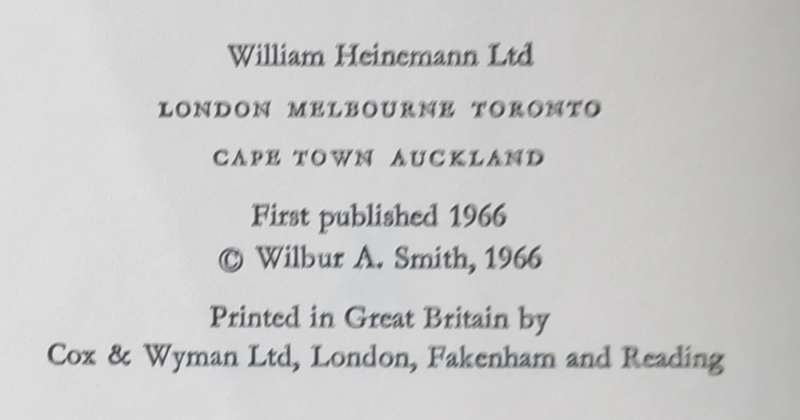 William Heinemann Ltd
LONDON MELBOURNE TORONTO
CAPE TOWN AUCKLAND
First published 1966
© Wilbur A. Smith, 1966
Printed in Great Britain by
Cox & Wyman Ltd, London, Fakenham and Reading